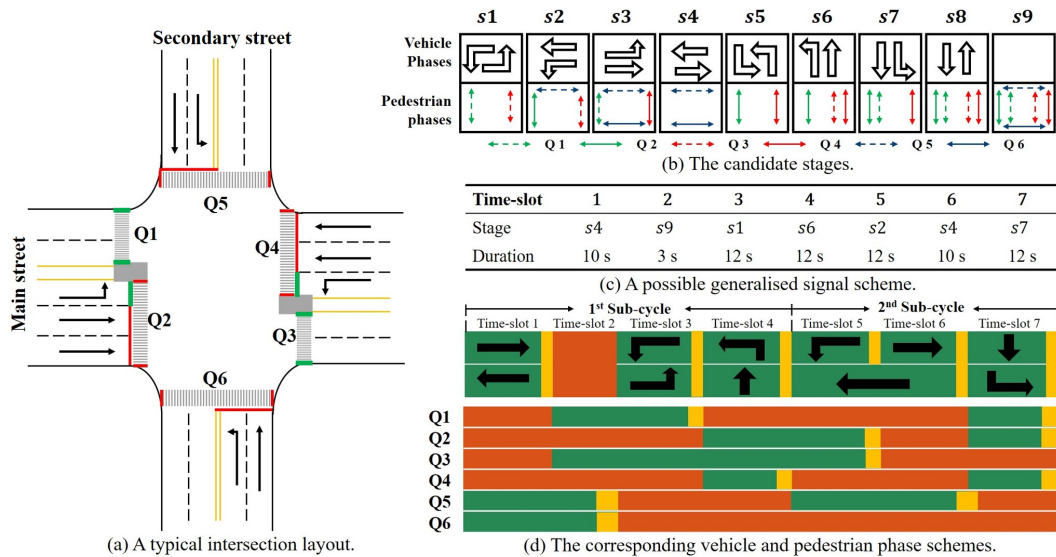 Secondary street
Main street
Q5
Q1
Q4
Q2
Q3
Q6
(a) A typical intersection layout.
s1 s2 s3 s4 s5 s6 s7 s8 s9
Vehicle
Phases
Pedestrian
phases
Q 1 Q 2 Q 3 Q 4 Q 5 Q 6
(b) The candidate stages.
Time-slot 1 2 3 4 5 6 7
Stage s4 s9 s1 s6 s2 s4 s7
Duration 10 s 3 s 12 s 12 s 12 s 10 s 12 s
(c) A possible generalised signal scheme.
1st Sub-cycle 2nd Sub-cycle
Time-slot 1 Time-slot 2 Time-slot 3 Time-slot 4 Time-slot 5 Time-slot 6 Time-slot 7
Q1
Q2
Q3
Q4
Q5
Q6
(d) The corresponding vehicle and pedestrian phase schemes.